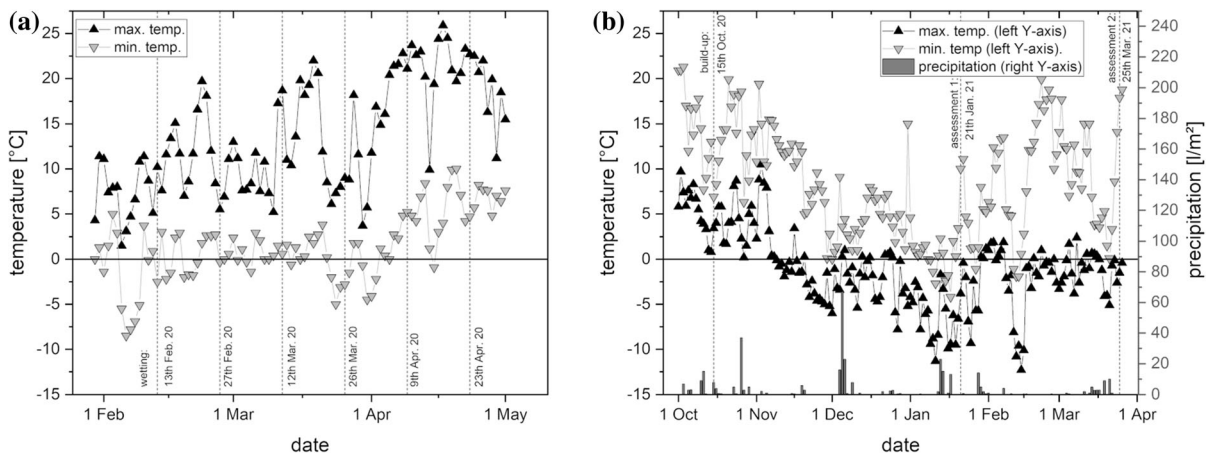 (a)
max. temp.
min. temp.
temperature [°C]
25
20
15
10
5
0
-5
-10
-15
wetting:
13th Feb. 20
27th Feb. 20
12th Mar. 20
26th Mar. 20
9th Apr. 20
23th Apr. 20
1 Feb
1 Mar
1 Apr
1 May
date
(b)
max. temp. (left Y-axis)
min. temp (left Y-axis).
precipitation (right Y-axis)
build-up:
15th Oct. 20
assessment 1:
21th Jan. 21
assessment 2:
25th Mar. 21
temperature [°C]
25
20
15
10
5
0
-5
-10
-15
240
220
200
180
160
140
120
100
80
60
40
20
0
precipitation [l/m²]
1 Oct
1 Nov
1 Dec
1 Jan
1 Feb
1 Mar
1 Apr
date